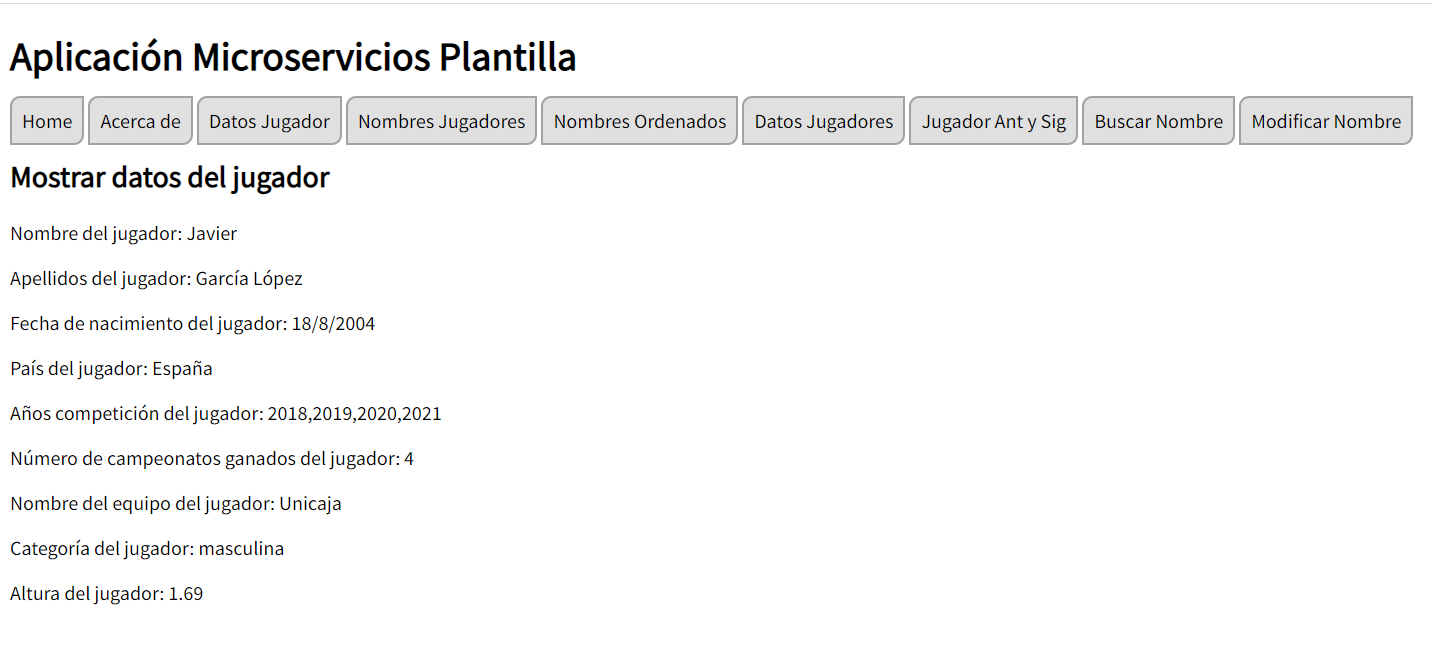 Aplicación Microservicios Plantilla
Home Acerca de Datos Jugador Nombres Jugadores Nombres Ordenados Datos Jugadores Jugador Ant y Sig Buscar Nombre Modificar Nombre
Mostrar datos del jugador
Nombre del jugador: Javier
Apellidos del jugador: García López
Fecha de nacimiento del jugador: 18/8/2004
País del jugador: España
Años competición del jugador: 2018,2019,2020,2021
Número de campeonatos ganados del jugador: 4
Nombre del equipo del jugador: Unicaja
Categoría del jugador: masculina
Altura del jugador: 1.69